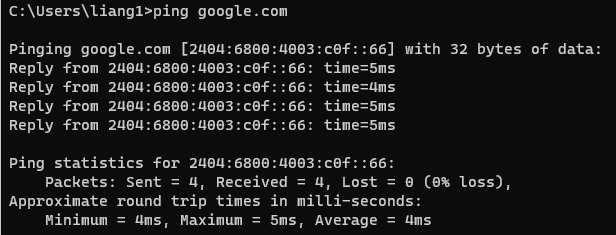 C:\Users\liang1>ping google.com
Pinging google.com [2404:6800:4003:c0f::66] with 32 bytes of data:
Reply from 2404:6800:4003:c0f::66: time=5ms
Reply from 2404:6800:4003:c0f::66: time=4ms
Reply from 2404:6800:4003:c0f::66: time=5ms
Reply from 2404:6800:4003:c0f::66: time=5ms
Ping statistics for 2404:6800:4003:c0f::66:
    Packets: Sent = 4, Received = 4, Lost = 0 (0% loss),
Approximate round trip times in milli-seconds:
    Minimum = 4ms, Maximum = 5ms, Average = 4ms